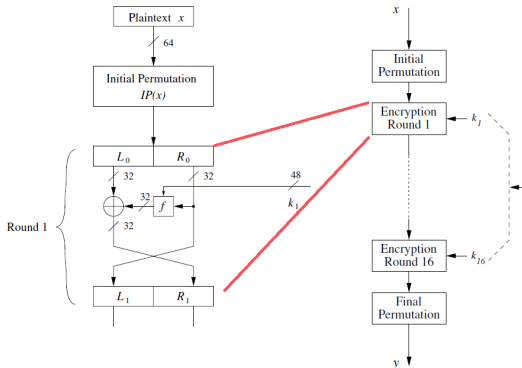 Plaintext x
64
Initial Permutation
IP(x)
L0 R0
32 32 48
32
f
k1
32
Round 1
L1 R1
x
Initial
Permutation
Encryption
Round 1
k1
Encryption
Round 16
k16
Final
Permutation
y